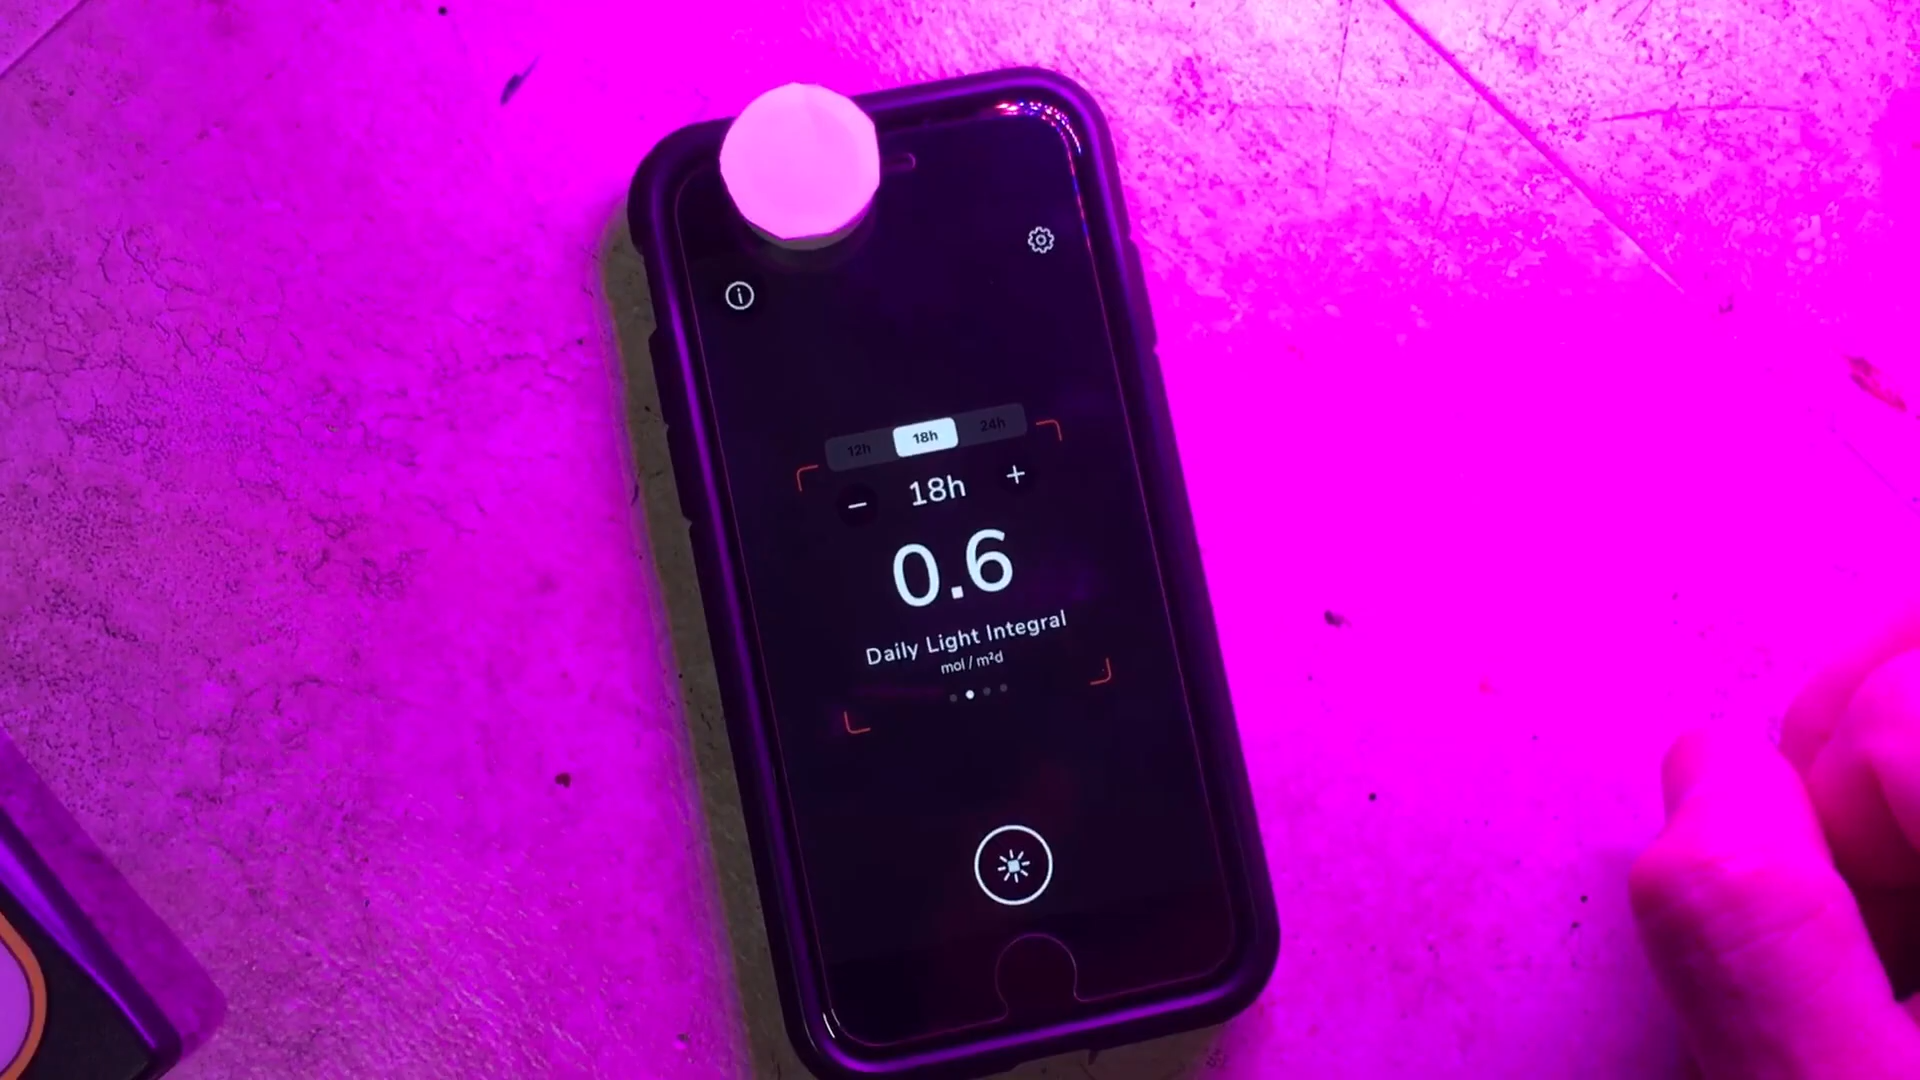 12h 18h 24h
− 18h +
0.6
Daily Light Integral
mol / m²d